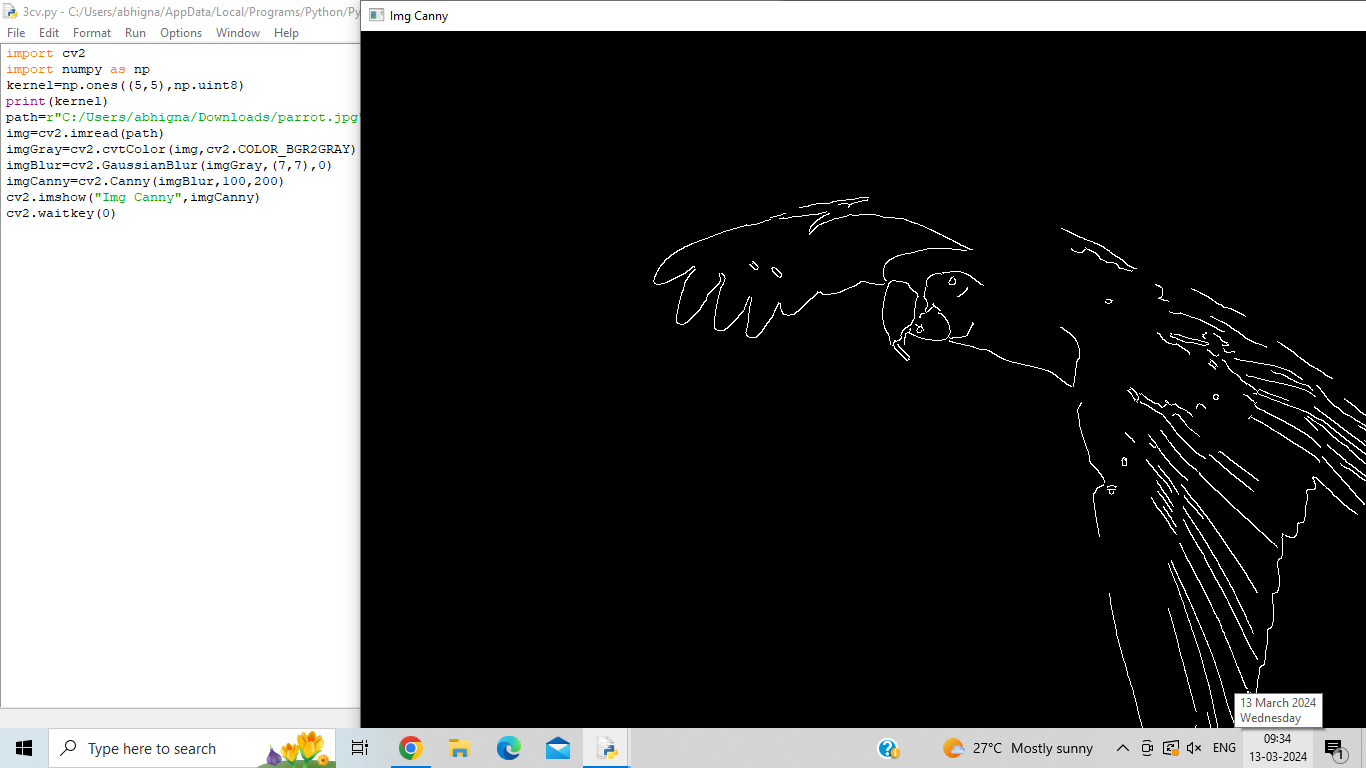 3cv.py - C:/Users/abhigna/AppData/Local/Programs/Python/Py
File Edit Format Run Options Window Help
import cv2
import numpy as np
kernel=np.ones((5,5),np.uint8)
print(kernel)
path=r"C:/Users/abhigna/Downloads/parrot.jpg"
img=cv2.imread(path)
imgGray=cv2.cvtColor(img,cv2.COLOR_BGR2GRAY)
imgBlur=cv2.GaussianBlur(imgGray,(7,7),0)
imgCanny=cv2.Canny(imgBlur,100,200)
cv2.imshow("Img Canny",imgCanny)
cv2.waitkey(0)
Img Canny
13 March 2024
Wednesday
Type here to search
27°C Mostly sunny
ENG
09:34
13-03-2024
1